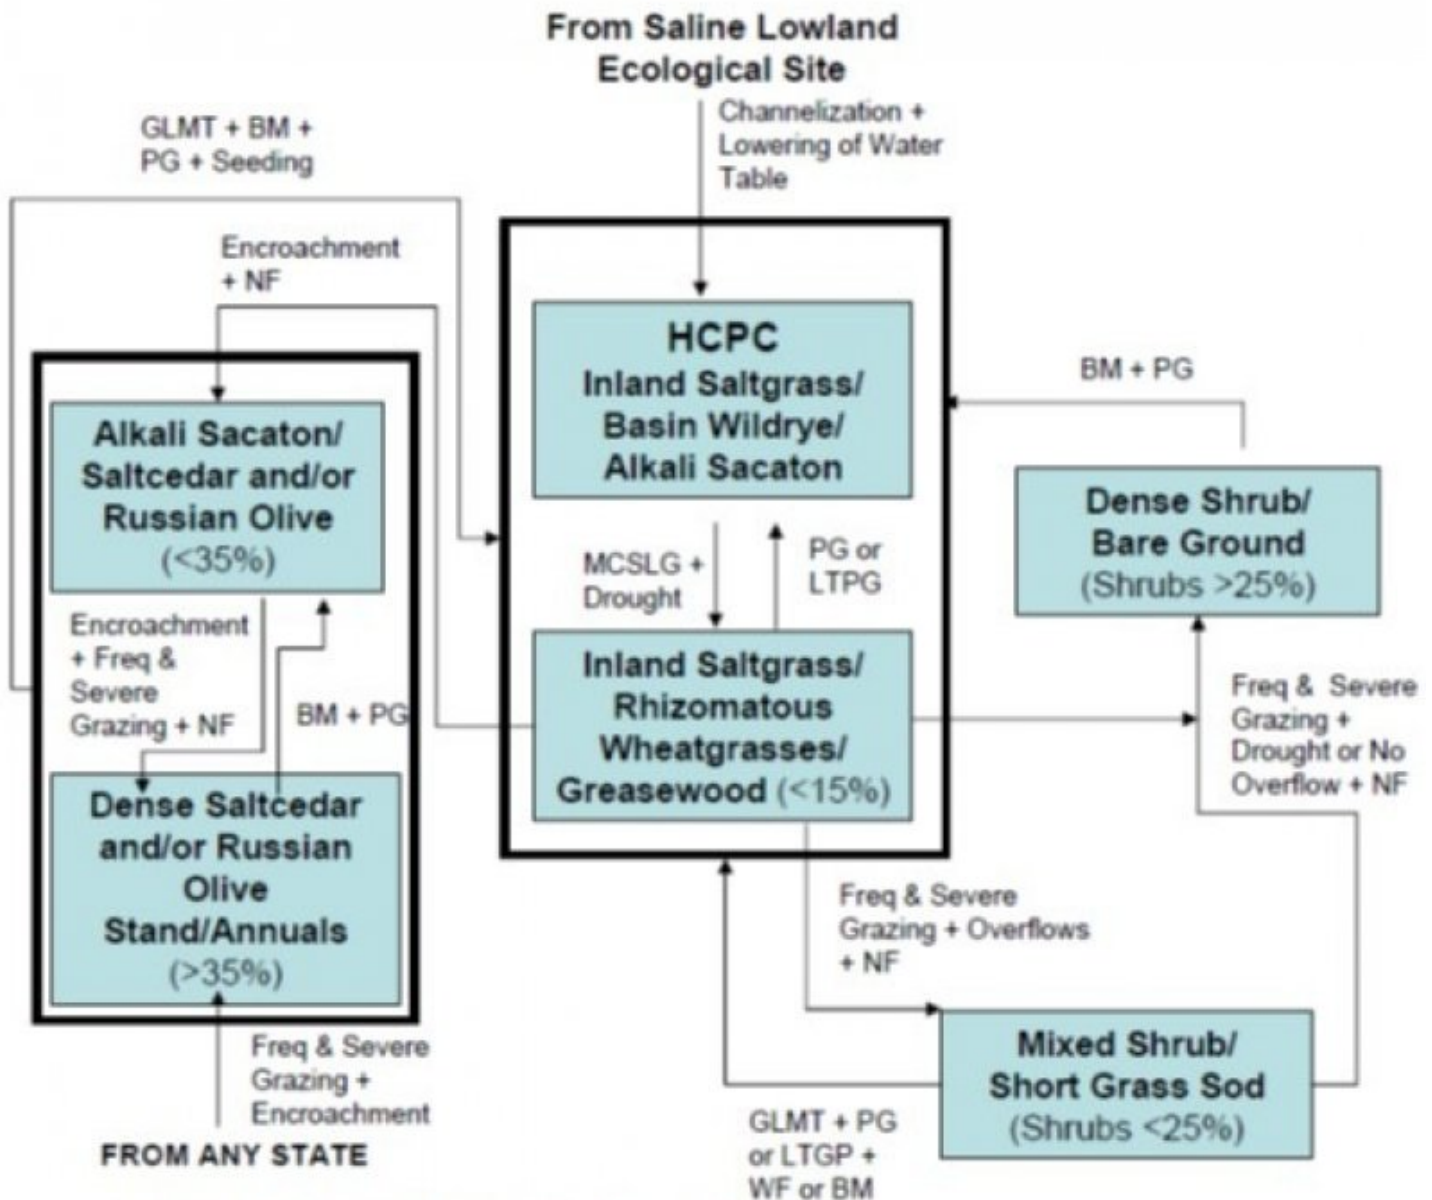 From Saline Lowland
Ecological Site
Channelization +
Lowering of Water
Table
GLMT + BM +
PG + Seeding
Encroachment
+ NF
HCPC
Inland Saltgrass/
Basin Wildrye/
Alkali Sacaton
BM + PG
Alkali Sacaton/
Saltcedar and/or
Russian Olive
(<35%)
Dense Shrub/
Bare Ground
(Shrubs >25%)
MCSLG +
Drought
PG or
LTPG
Encroachment
+ Freq &
Severe
Grazing + NF
BM + PG
Inland Saltgrass/
Rhizomatous
Wheatgrasses/
Greasewood (<15%)
Freq & Severe
Grazing +
Drought or No
Overflow + NF
Dense Saltcedar
and/or Russian
Olive
Stand/Annuals
(>35%)
Freq & Severe
Grazing + Overflows
+ NF
Freq & Severe
Grazing +
Encroachment
FROM ANY STATE
Mixed Shrub/
Short Grass Sod
(Shrubs <25%)
GLMT + PG
or LTGP +
WF or BM